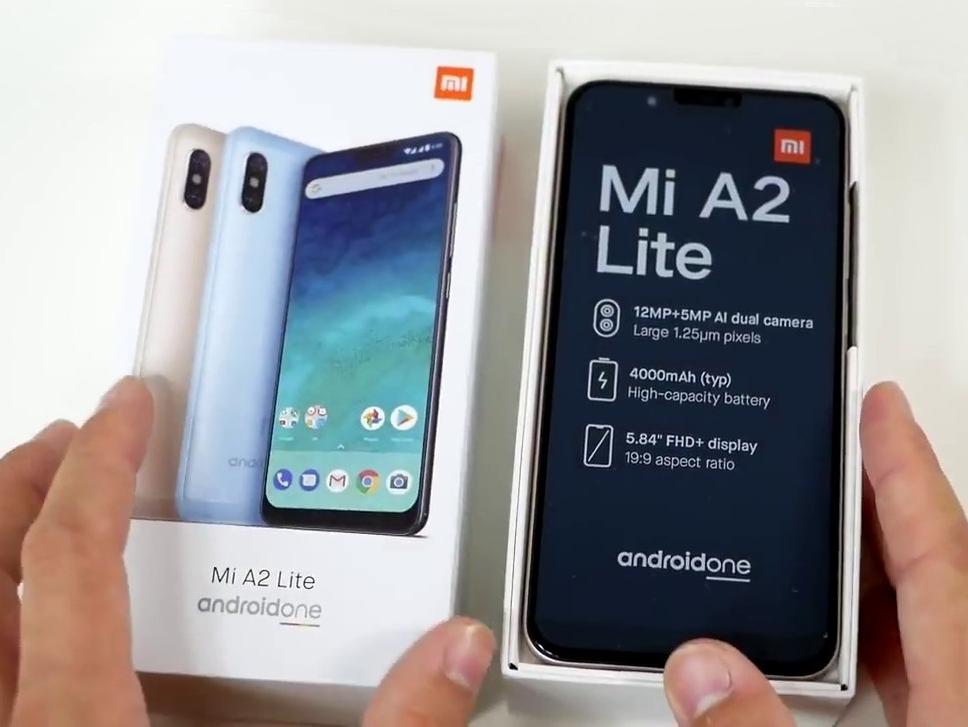 mi
andro
Mi A2 Lite
androidone
mi
Mi A2
Lite
12MP+5MP AI dual camera
Large 1.25μm pixels
4000mAh (typ)
High-capacity battery
5.84" FHD+ display
19:9 aspect ratio
androidone